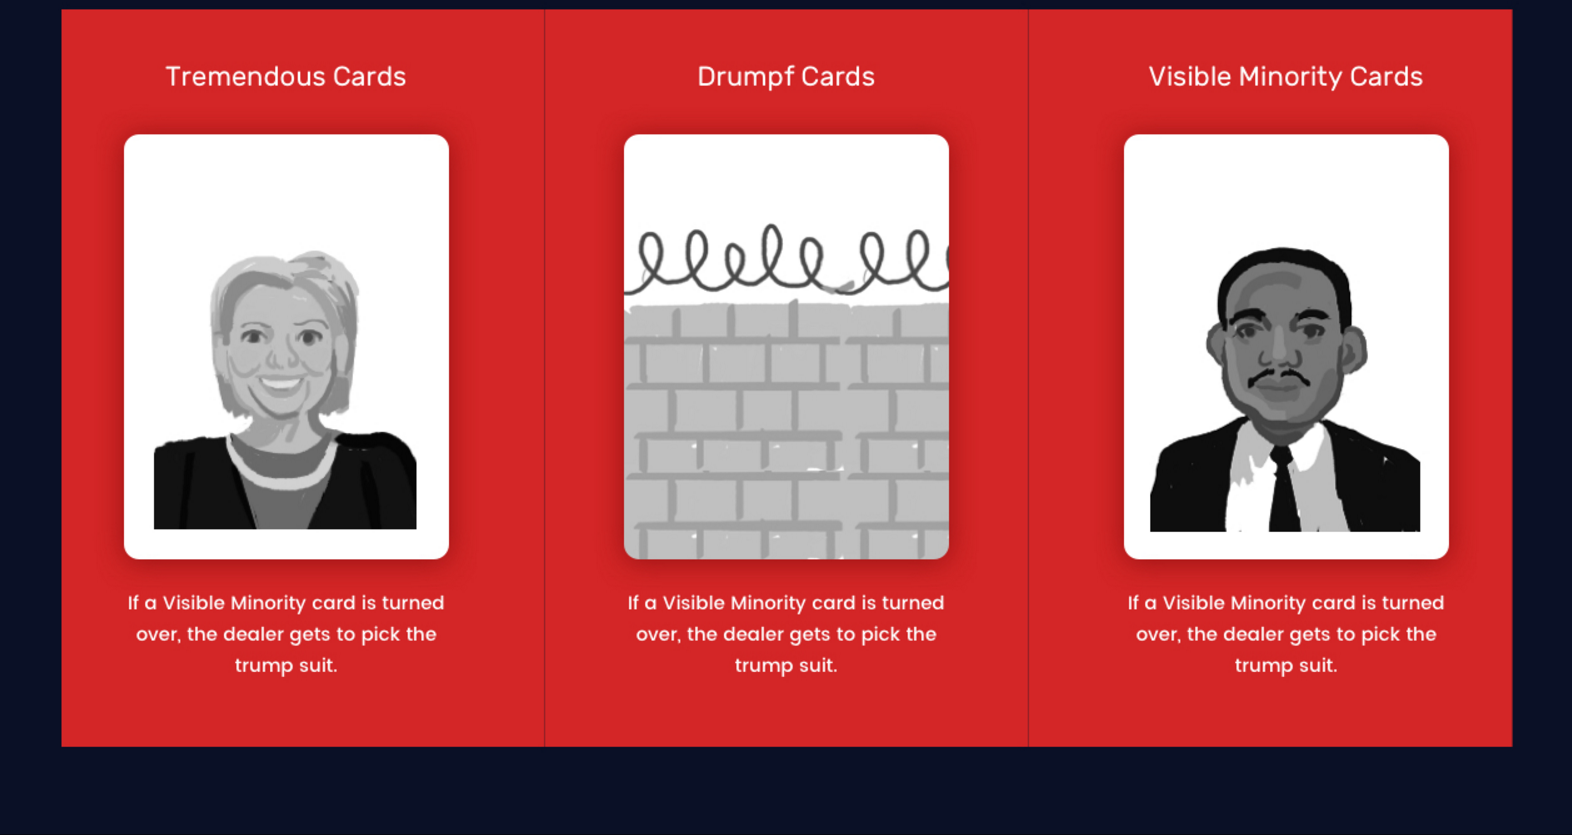 Tremendous Cards
If a Visible Minority card is turned
over, the dealer gets to pick the
trump suit.
Drumpf Cards
If a Visible Minority card is turned
over, the dealer gets to pick the
trump suit.
Visible Minority Cards
If a Visible Minority card is turned
over, the dealer gets to pick the
trump suit.